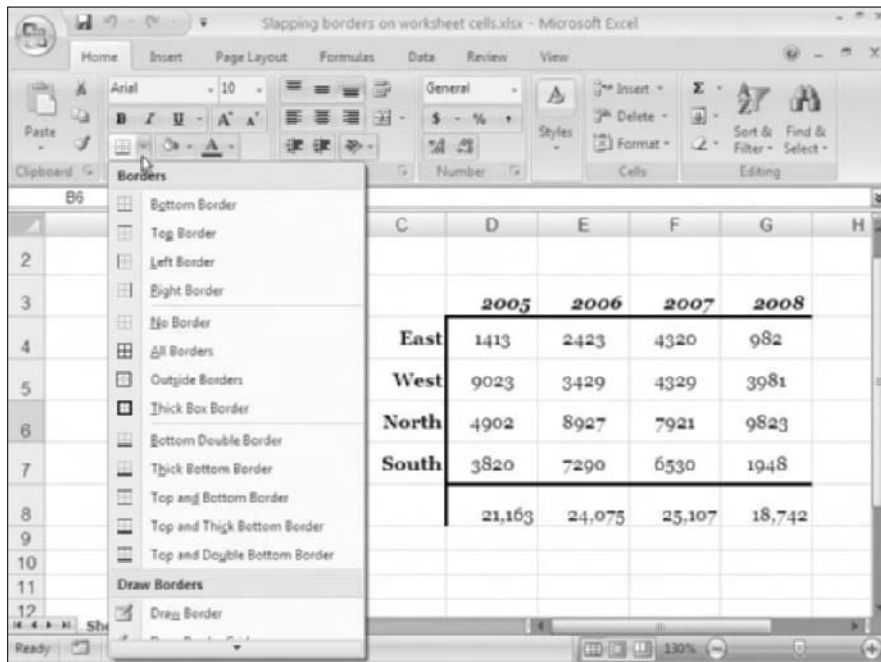 Slapping borders on worksheet cells.xlsx - Microsoft Excel
Home Insert Page Layout Formulas Data Review View
Arial 10 General Insert Σ
B I U A A $ % , Delete
Paste Styles Format Sort & Filter Find & Select
Clipboard Number Cells Editing
B6
Borders
Bottom Border
Top Border
Left Border
Right Border
No Border
All Borders
Outside Borders
Thick Box Border
Bottom Double Border
Thick Bottom Border
Top and Bottom Border
Top and Thick Bottom Border
Top and Double Bottom Border
Draw Borders
Draw Border
C D E F G H
2
3 2005 2006 2007 2008
4 East 1413 2423 4320 982
5 West 9023 3429 4329 3981
6 North 4902 8927 7921 9823
7 South 3820 7290 6530 1948
8 21,163 24,075 25,107 18,742
9
10
11
12
She
Ready 130%